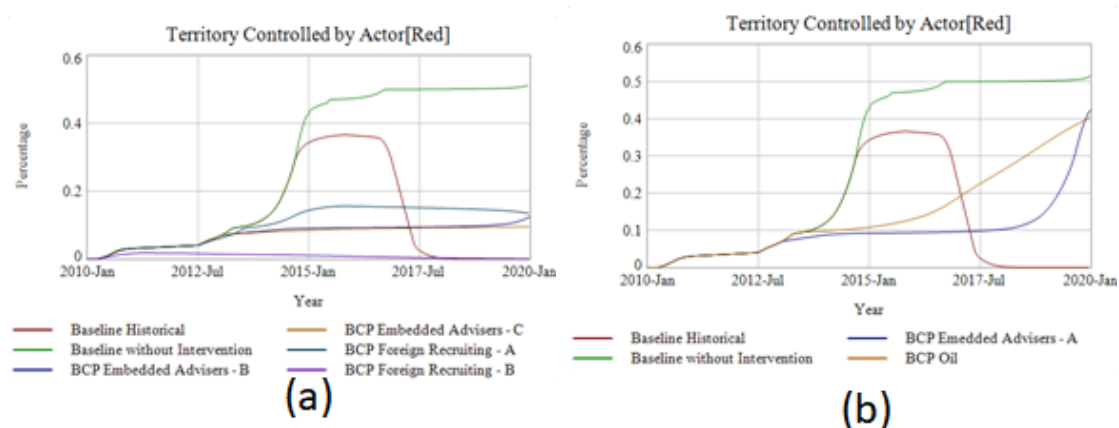 Territory Controlled by Actor[Red]
0.6
0.4
0.2
0
Percentage
2010-Jan 2012-Jul 2015-Jan 2017-Jul 2020-Jan
Year
Baseline Historical
Baseline without Intervention
BCP Embedded Advisers - B
BCP Embedded Advisers - C
BCP Foreign Recruiting - A
BCP Foreign Recruiting - B
(a)
Territory Controlled by Actor[Red]
0.6
0.5
0.4
0.3
0.2
0.1
0
Percentage
2010-Jan 2012-Jul 2015-Jan 2017-Jul 2020-Jan
Year
Baseline Historical
Baseline without Intervention
BCP Emedded Advisers - A
BCP Oil
(b)